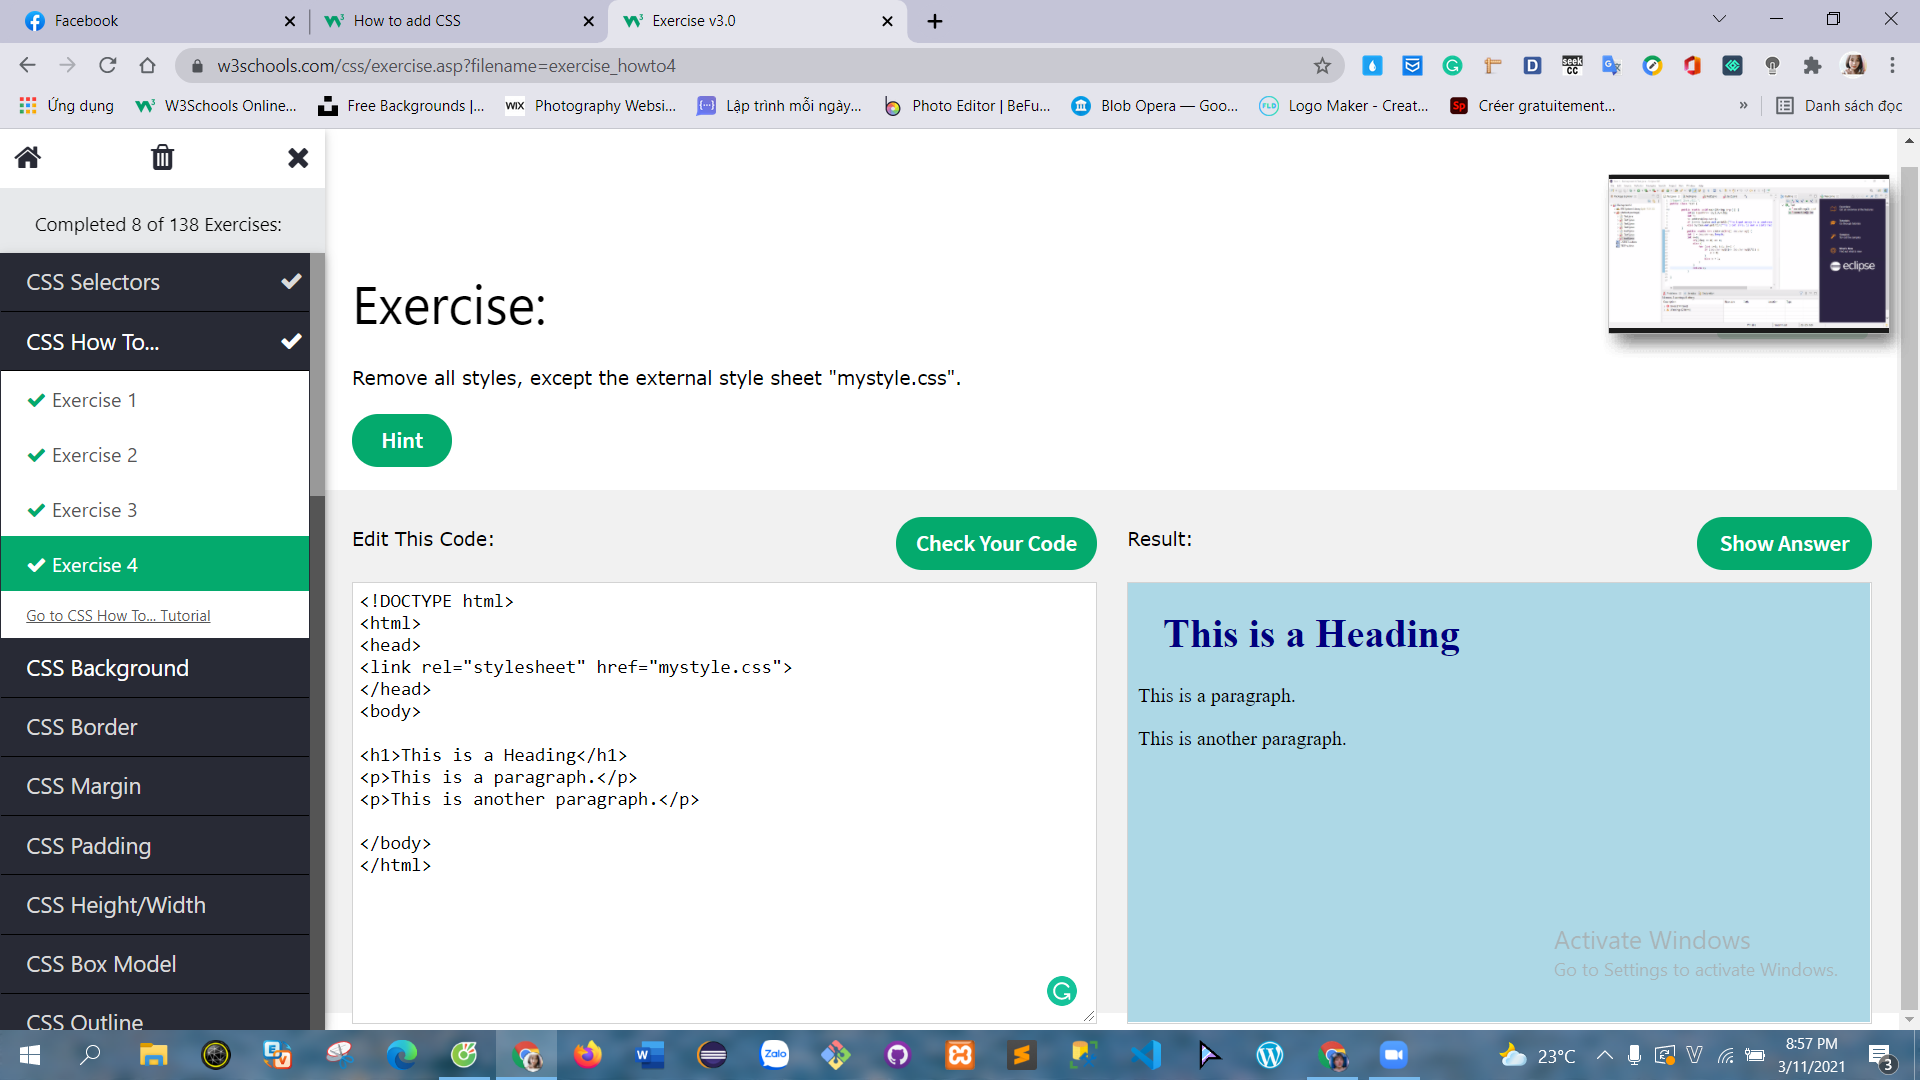 Facebook
How to add CSS
Exercise v3.0
w3schools.com/css/exercise.asp?filename=exercise_howto4
D
seek
CC
Ứng dụng
W3Schools Online...
Free Backgrounds |...
WIX
Photography Websi...
Lập trình mỗi ngày...
Photo Editor | BeFu...
Blob Opera — Goo...
FLD
Logo Maker - Creat...
Sp
Créer gratuitement...
»
Danh sách đọc
Completed 8 of 138 Exercises:
CSS Selectors
CSS How To...
Exercise 1
Exercise 2
Exercise 3
Exercise 4
Go to CSS How To... Tutorial
CSS Background
CSS Border
CSS Margin
CSS Padding
CSS Height/Width
CSS Box Model
CSS Outline
eclipse
Exercise:
Remove all styles, except the external style sheet "mystyle.css".
Hint
Edit This Code:
Check Your Code
<!DOCTYPE html>
<html>
<head>
<link rel="stylesheet" href="mystyle.css">
</head>
<body>
<h1>This is a Heading</h1>
<p>This is a paragraph.</p>
<p>This is another paragraph.</p>
</body>
</html>
Result:
Show Answer
This is a Heading
This is a paragraph.
This is another paragraph.
Activate Windows
Go to Settings to activate Windows.
Zalo
23°C
8:57 PM
3/11/2021
3